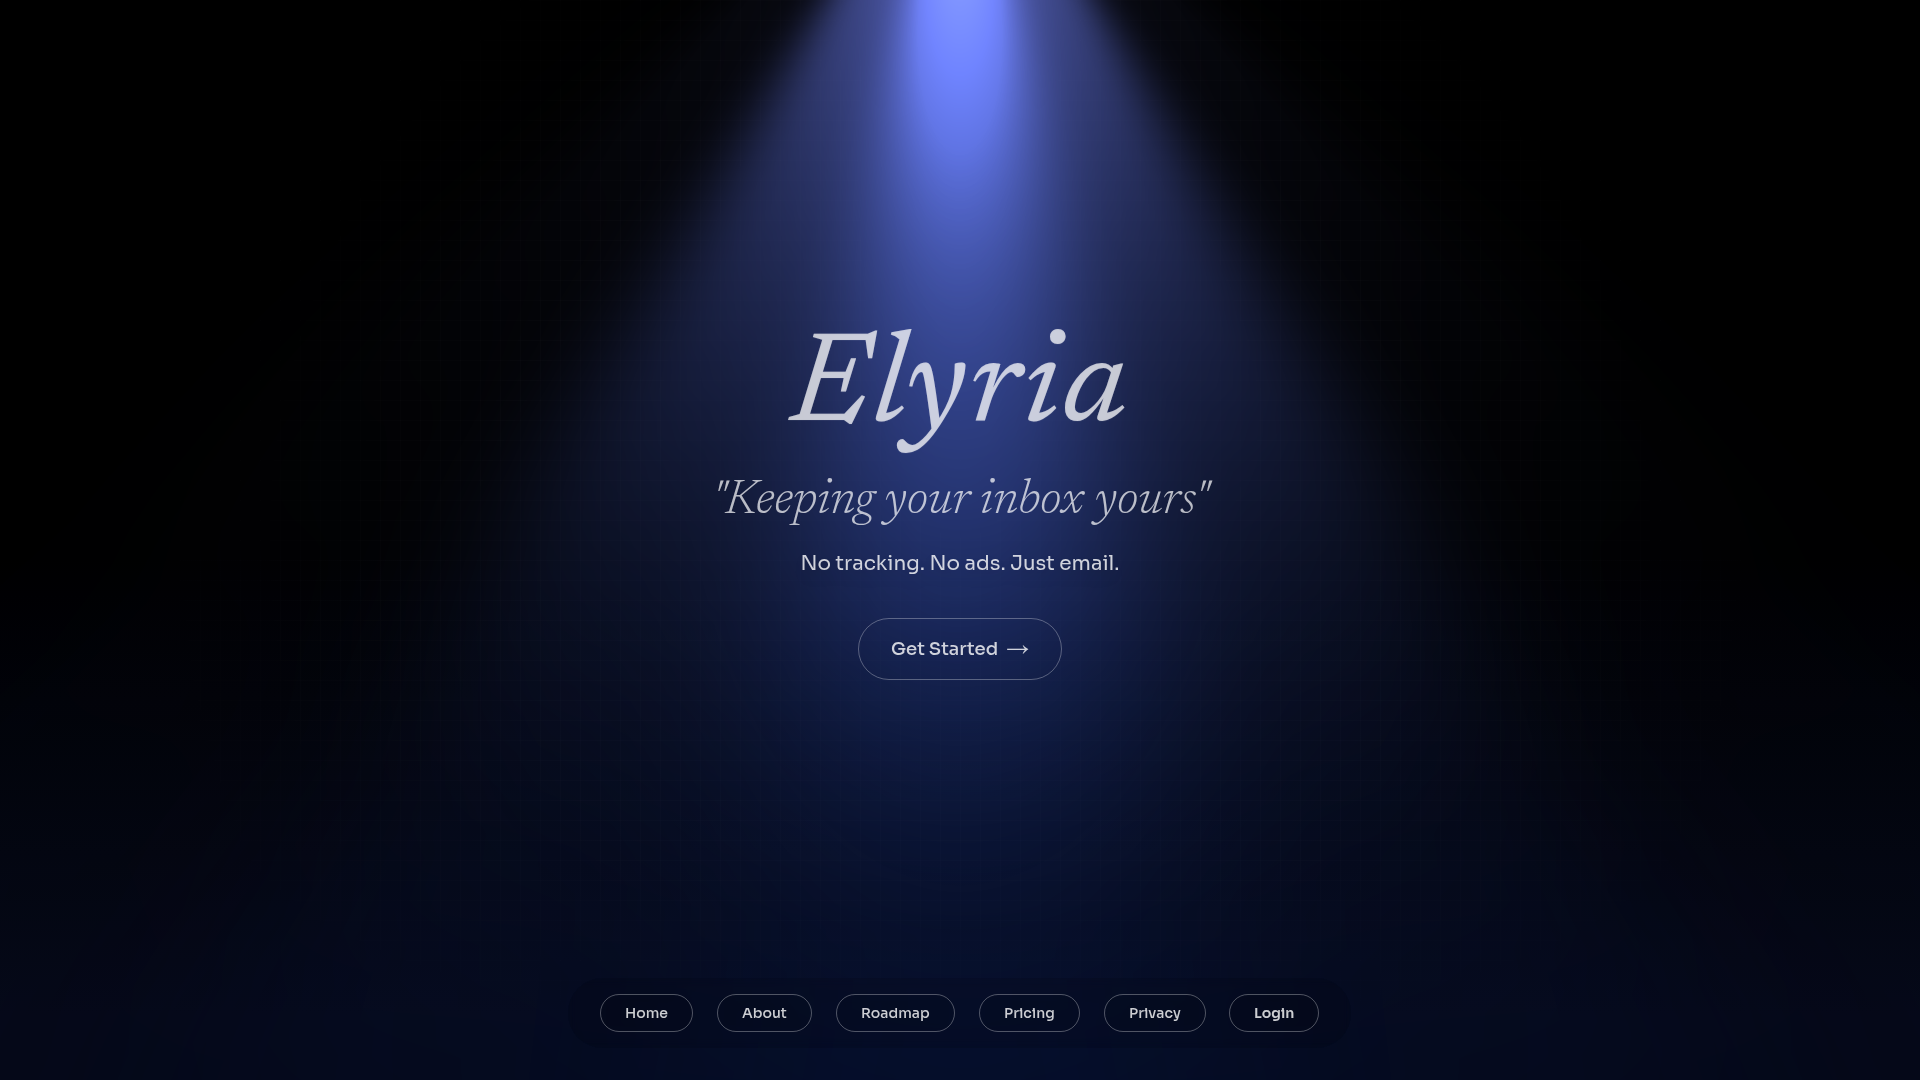 Elyria
"Keeping your inbox yours"
No tracking. No ads. Just email.
Get Started →
Home
About
Roadmap
Pricing
Privacy
Login